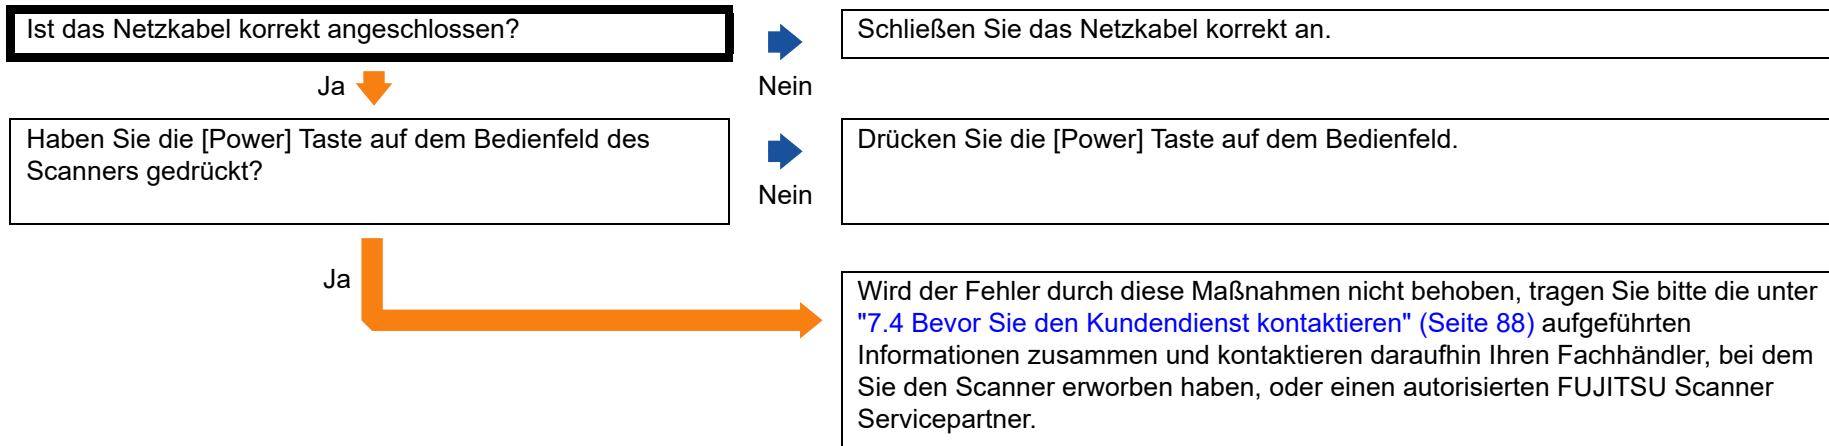 Ist das Netzkabel korrekt angeschlossen?
Schließen Sie das Netzkabel korrekt an.
Ja
Nein
Haben Sie die [Power] Taste auf dem Bedienfeld des
Scanners gedrückt?
Drücken Sie die [Power] Taste auf dem Bedienfeld.
Nein
Ja
Wird der Fehler durch diese Maßnahmen nicht behoben, tragen Sie bitte die unter
"7.4 Bevor Sie den Kundendienst kontaktieren" (Seite 88) aufgeführten
Informationen zusammen und kontaktieren daraufhin Ihren Fachhändler, bei dem
Sie den Scanner erworben haben, oder einen autorisierten FUJITSU Scanner
Servicepartner.